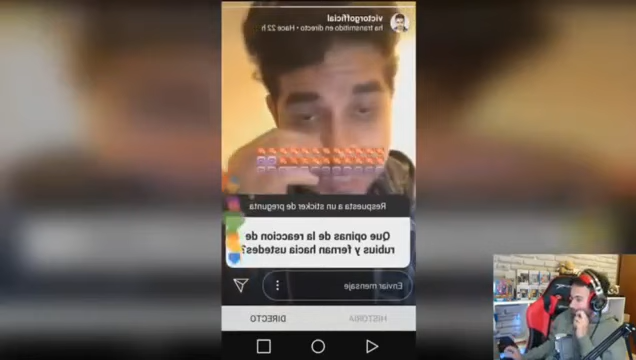 victorgofficial
ha transmitido en directo • Hace 22 h
Respuesta a un sticker de pregunta
Que opinas de la reaccion de
rubius y fernan hacia ustedes?
Enviar mensaje
HISTORIA
DIRECTO